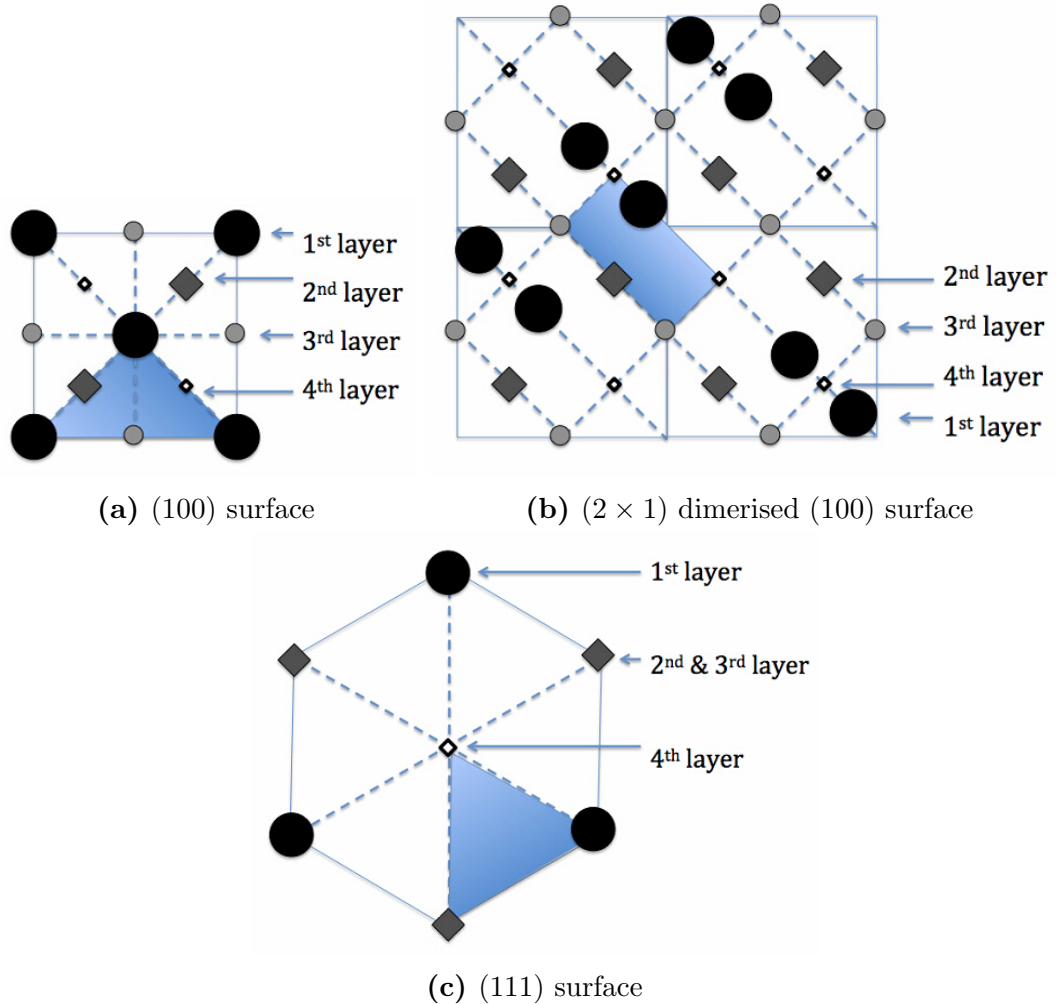 1st layer
2nd layer
3rd layer
4th layer
2nd layer
3rd layer
4th layer
1st layer
(a) (100) surface
(b) (2 × 1) dimerised (100) surface
1st layer
2nd & 3rd layer
4th layer
(c) (111) surface